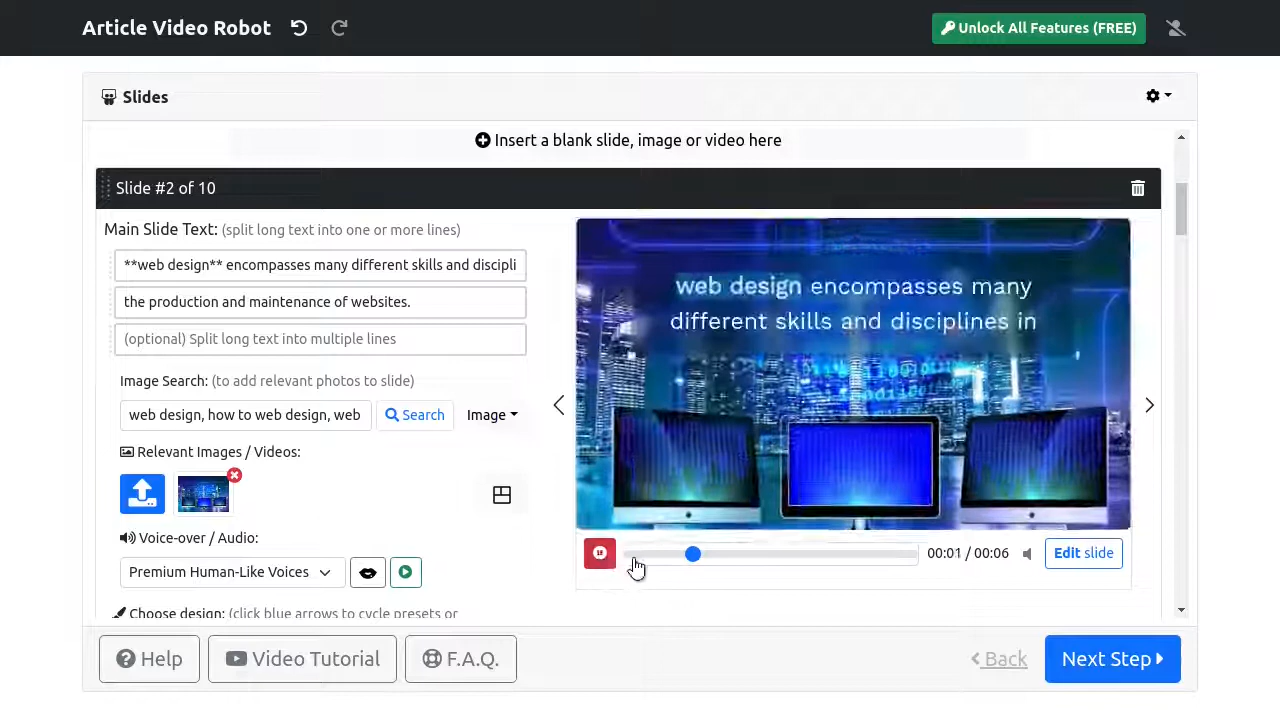 Article Video Robot
Unlock All Features (FREE)
Slides
Insert a blank slide, image or video here
Slide #2 of 10
Main Slide Text: (split long text into one or more lines)
**web design** encompasses many different skills and discipli
the production and maintenance of websites.
(optional) Split long text into multiple lines
Image Search: (to add relevant photos to slide)
web design, how to web design, web
Search
Image
Relevant Images / Videos:
Voice-over / Audio:
Premium Human-Like Voices
Choose design: (click blue arrows to cycle presets or
web design encompasses many
different skills and disciplines in
00:01 / 00:06
Edit slide
Help
Video Tutorial
F.A.Q.
Back
Next Step